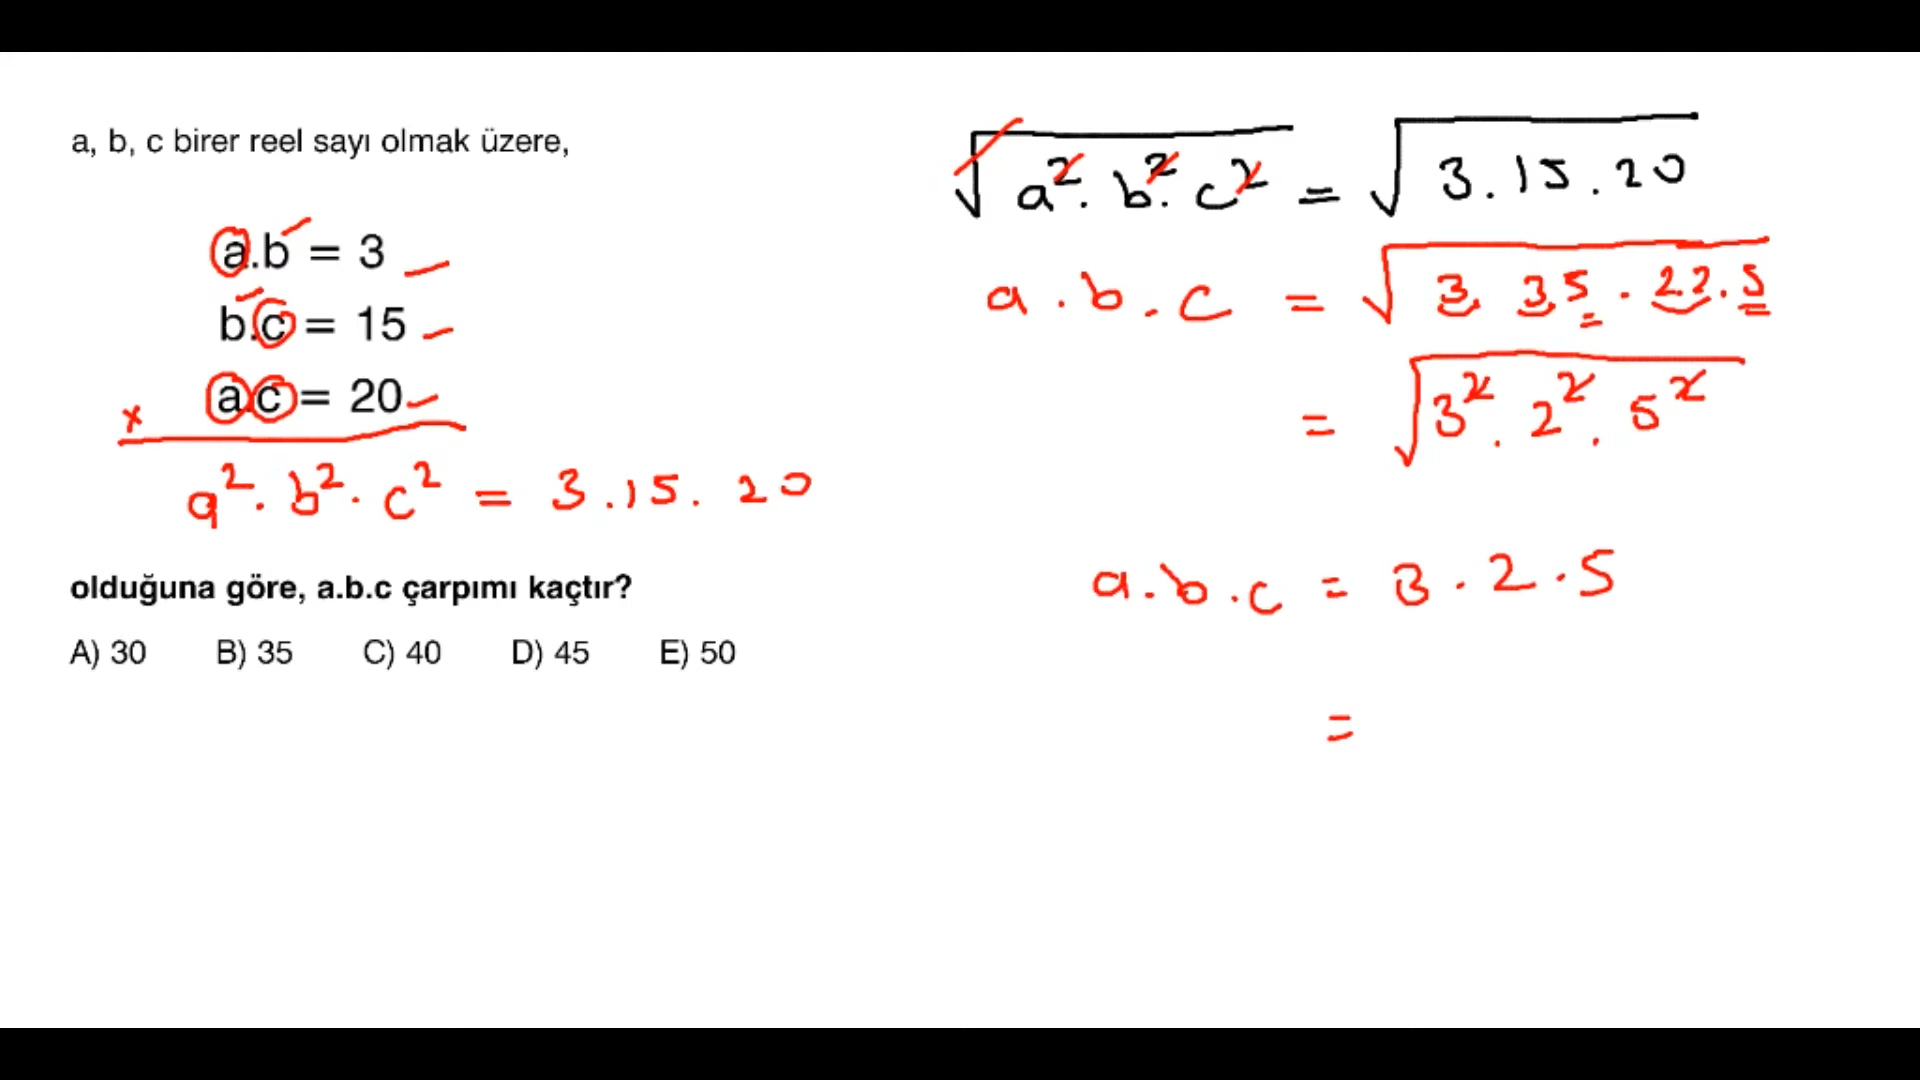 a, b, c birer reel sayı olmak üzere,
a.b = 3
b.c = 15
a.c = 20
x
a². b². c² = 3.15. 20
olduğuna göre, a.b.c çarpımı kaçtır?
A) 30 B) 35 C) 40 D) 45 E) 50
√a². b². c² = √3.15.20
a . b . c = √3. 3.5 . 2.2 . 5
= √3² . 2² . 5²
a . b . c = 3 . 2 . 5
=